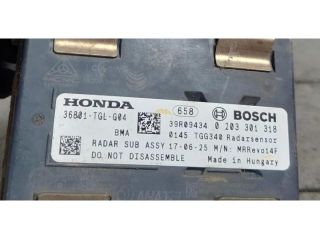 HONDA 658 BOSCH
36801-TGL-G04 39R09434 0 203 301 318
BMA 0145 TGG340 Radarsensor
RADAR SUB ASSY 17-06-25 M/N: MRRevo14F
DO NOT DISASSEMBLE Made in Hungary